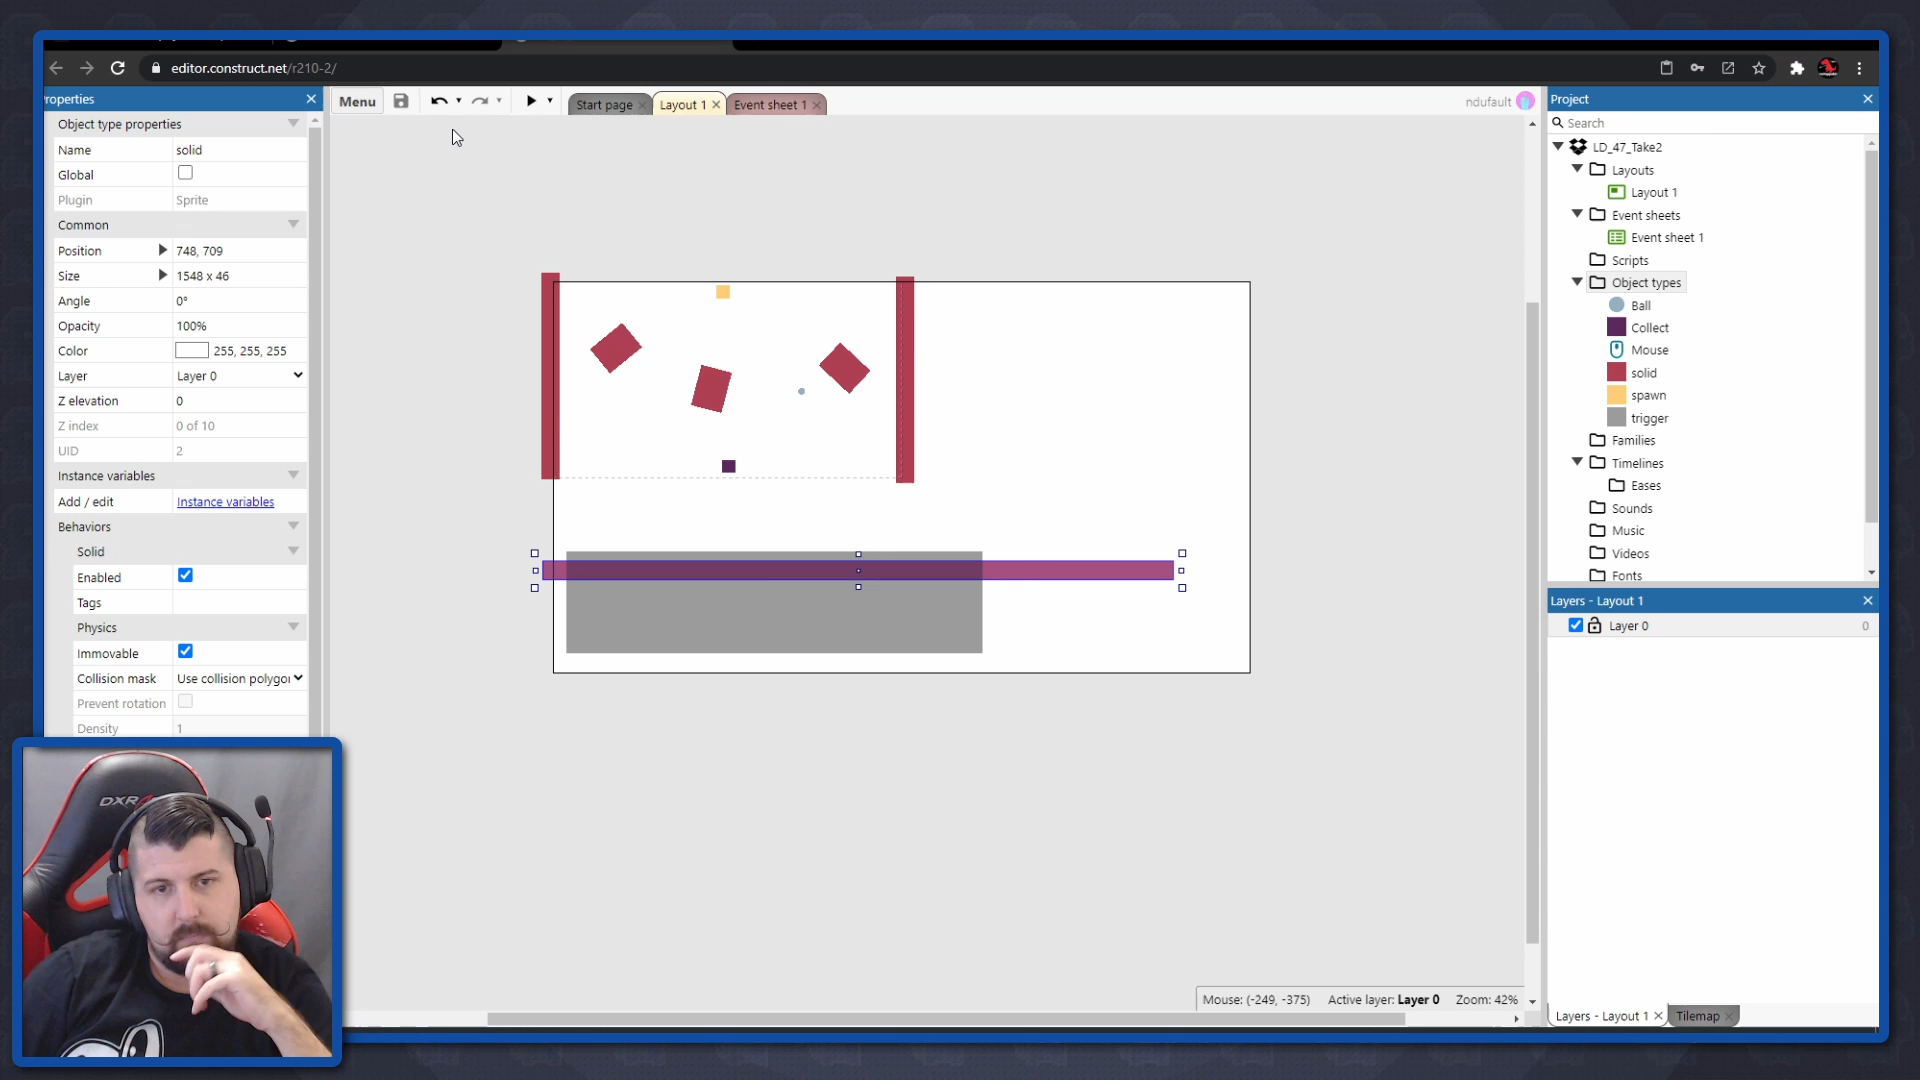 editor.construct.net/r210-2/
roperties
Object type properties
Name solid
Global
Plugin Sprite
Common
Position 748, 709
Size 1548 x 46
Angle 0°
Opacity 100%
Color 255, 255, 255
Layer Layer 0
Z elevation 0
Z index 0 of 10
UID 2
Instance variables
Add / edit Instance variables
Behaviors
Solid
Enabled
Tags
Physics
Immovable
Collision mask Use collision polygo
Prevent rotation
Density 1
Menu
Start page
Layout 1
Event sheet 1
ndufault
Project
Search
LD_47_Take2
Layouts
Layout 1
Event sheets
Event sheet 1
Scripts
Object types
Ball
Collect
Mouse
solid
spawn
trigger
Families
Timelines
Eases
Sounds
Music
Videos
Fonts
Layers - Layout 1
Layer 0 0
Mouse: (-249, -375) Active layer: Layer 0 Zoom: 42%
Layers - Layout 1
Tilemap
DXR